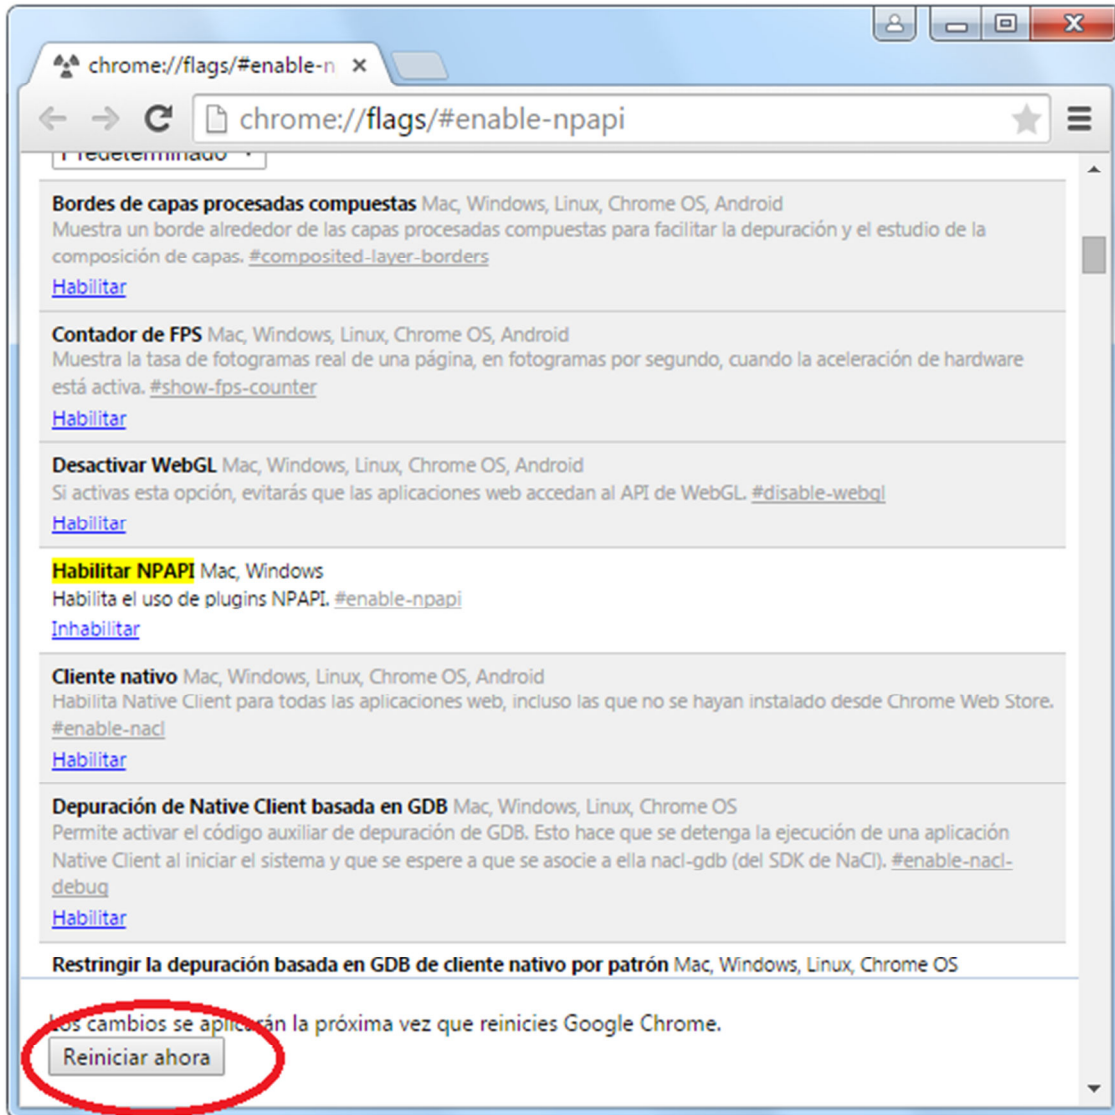 chrome://flags/#enable-n
chrome://flags/#enable-npapi
Predeterminado
Bordes de capas procesadas compuestas Mac, Windows, Linux, Chrome OS, Android
Muestra un borde alrededor de las capas procesadas compuestas para facilitar la depuración y el estudio de la
composición de capas. #composited-layer-borders
Habilitar
Contador de FPS Mac, Windows, Linux, Chrome OS, Android
Muestra la tasa de fotogramas real de una página, en fotogramas por segundo, cuando la aceleración de hardware
está activa. #show-fps-counter
Habilitar
Desactivar WebGL Mac, Windows, Linux, Chrome OS, Android
Si activas esta opción, evitarás que las aplicaciones web accedan al API de WebGL. #disable-webgl
Habilitar
Habilitar NPAPI Mac, Windows
Habilita el uso de plugins NPAPI. #enable-npapi
Inhabilitar
Cliente nativo Mac, Windows, Linux, Chrome OS, Android
Habilita Native Client para todas las aplicaciones web, incluso las que no se hayan instalado desde Chrome Web Store.
#enable-nacl
Habilitar
Depuración de Native Client basada en GDB Mac, Windows, Linux, Chrome OS
Permite activar el código auxiliar de depuración de GDB. Esto hace que se detenga la ejecución de una aplicación
Native Client al iniciar el sistema y que se espere a que se asocie a ella nacl-gdb (del SDK de NaCl). #enable-nacl-
debug
Habilitar
Restringir la depuración basada en GDB de cliente nativo por patrón Mac, Windows, Linux, Chrome OS
Los cambios se aplicarán la próxima vez que reinicies Google Chrome.
Reiniciar ahora